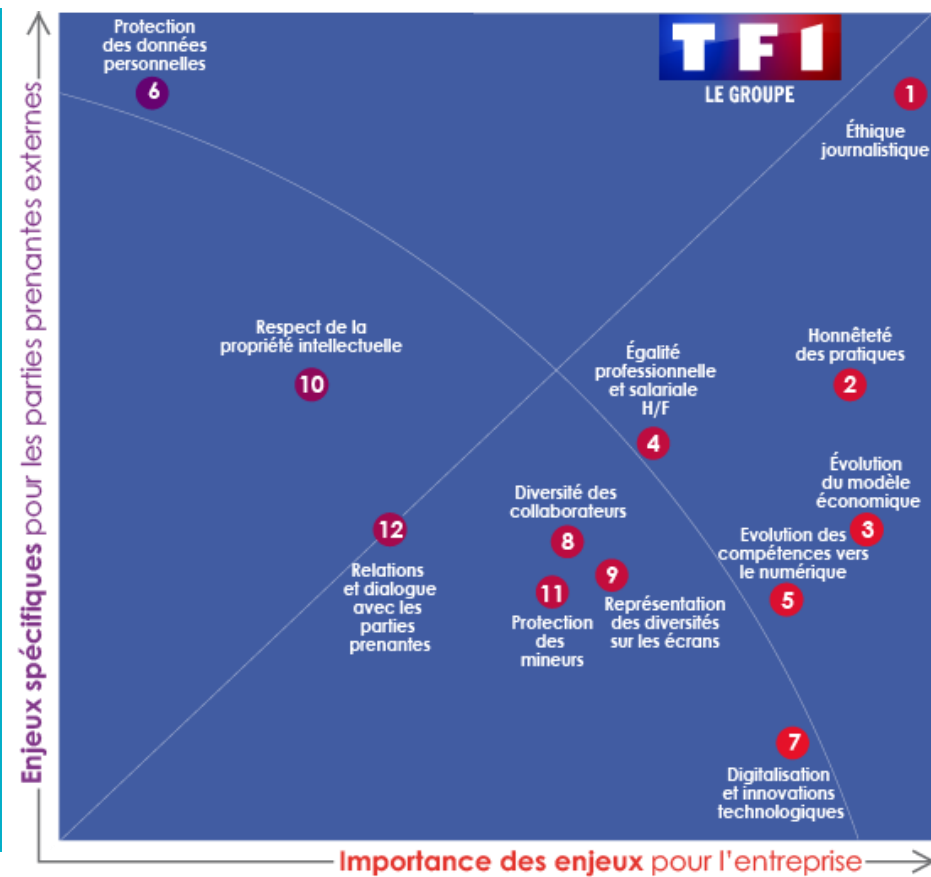 Protection
des données
personnelles
6
TF1
LE GROUPE
1
Éthique
journalistique
Respect de la
propriété intellectuelle
10
Égalité
professionnelle
et salariale
H/F
4
Honnêteté
des pratiques
2
Évolution
du modèle
économique
3
Diversité des
collaborateurs
8
Evolution des
compétences vers
le numérique
5
12
Relations
et dialogue
avec les
parties
prenantes
9
Représentation
des diversités
sur les écrans
11
Protection
des
mineurs
7
Digitalisation
et innovations
technologiques
Enjeux spécifiques pour les parties prenantes externes
Importance des enjeux pour l'entreprise